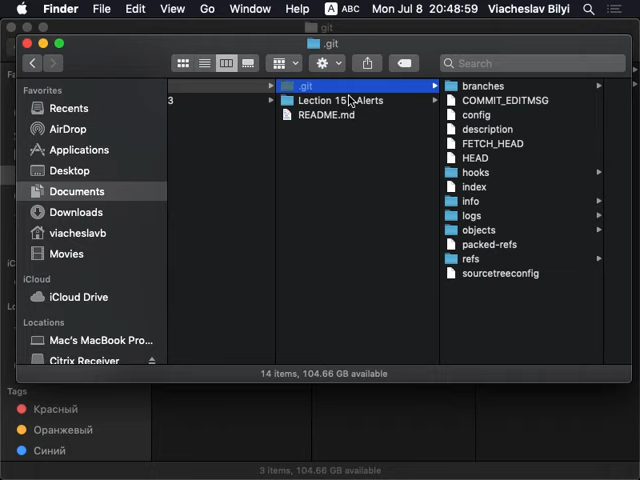 Finder File Edit View Go Window Help A ABC Mon Jul 8 20:48:59 Viacheslav Bilyi
git
.git
Search
Favorites
Recents
AirDrop
Applications
Desktop
Documents
Downloads
viacheslavb
Movies
iCloud
iCloud Drive
Locations
Mac's MacBook Pro...
Citrix Receiver
3
.git
Lection 15 Alerts
README.md
branches
COMMIT_EDITMSG
config
description
FETCH_HEAD
HEAD
hooks
index
info
logs
objects
packed-refs
refs
sourcetreeconfig
14 items, 104.66 GB available
Tags
Красный
Оранжевый
Синий
3 items, 104.66 GB available